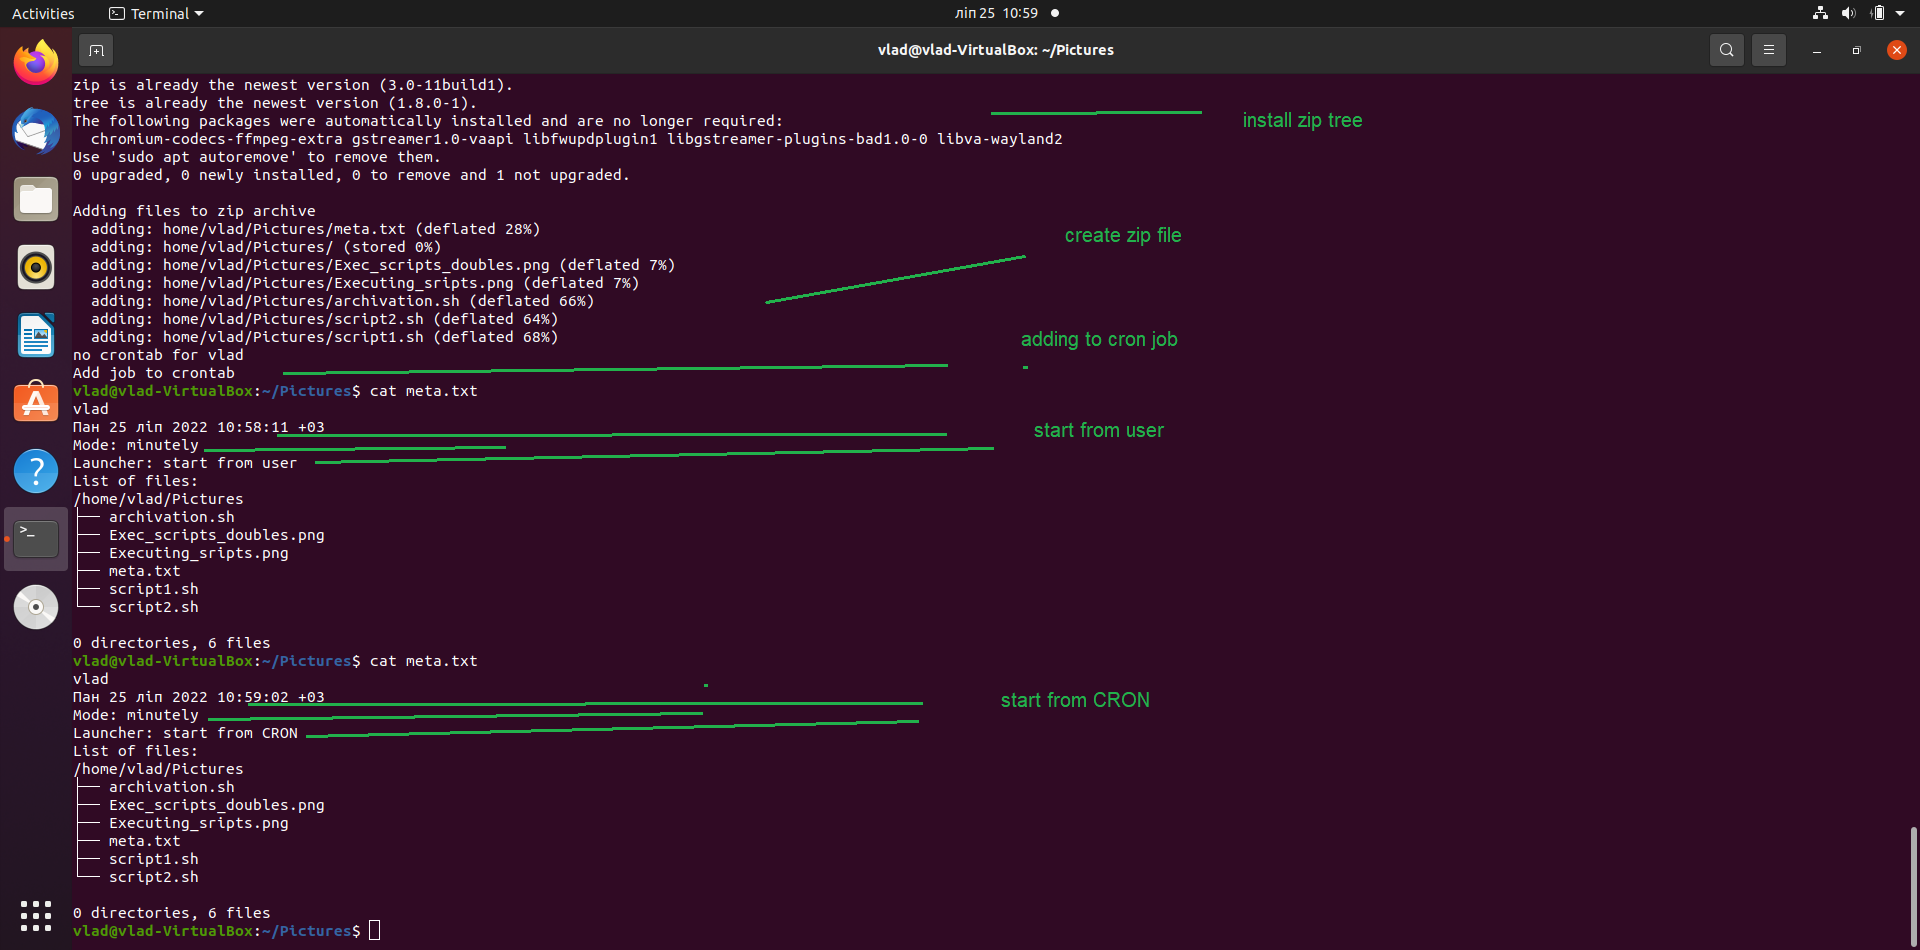 Activities
Terminal
ліп 25 10:59
vlad@vlad-VirtualBox: ~/Pictures
zip is already the newest version (3.0-11build1).
tree is already the newest version (1.8.0-1).
The following packages were automatically installed and are no longer required:
install zip tree
chromium-codecs-ffmpeg-extra gstreamer1.0-vaapi libfwupdplugin1 libgstreamer-plugins-bad1.0-0 libva-wayland2
Use 'sudo apt autoremove' to remove them.
0 upgraded, 0 newly installed, 0 to remove and 1 not upgraded.
Adding files to zip archive
adding: home/vlad/Pictures/meta.txt (deflated 28%)
create zip file
adding: home/vlad/Pictures/ (stored 0%)
adding: home/vlad/Pictures/Exec_scripts_doubles.png (deflated 7%)
adding: home/vlad/Pictures/Executing_sripts.png (deflated 7%)
adding: home/vlad/Pictures/archivation.sh (deflated 66%)
adding: home/vlad/Pictures/script2.sh (deflated 64%)
adding: home/vlad/Pictures/script1.sh (deflated 68%)
adding to cron job
no crontab for vlad
Add job to crontab
vlad@vlad-VirtualBox:~/Pictures$ cat meta.txt
vlad
Пан 25 ліп 2022 10:58:11 +03
start from user
Mode: minutely
Launcher: start from user
List of files:
/home/vlad/Pictures
├── archivation.sh
├── Exec_scripts_doubles.png
├── Executing_sripts.png
├── meta.txt
├── script1.sh
└── script2.sh
0 directories, 6 files
vlad@vlad-VirtualBox:~/Pictures$ cat meta.txt
vlad
Пан 25 ліп 2022 10:59:02 +03
start from CRON
Mode: minutely
Launcher: start from CRON
List of files:
/home/vlad/Pictures
├── archivation.sh
├── Exec_scripts_doubles.png
├── Executing_sripts.png
├── meta.txt
├── script1.sh
└── script2.sh
0 directories, 6 files
vlad@vlad-VirtualBox:~/Pictures$